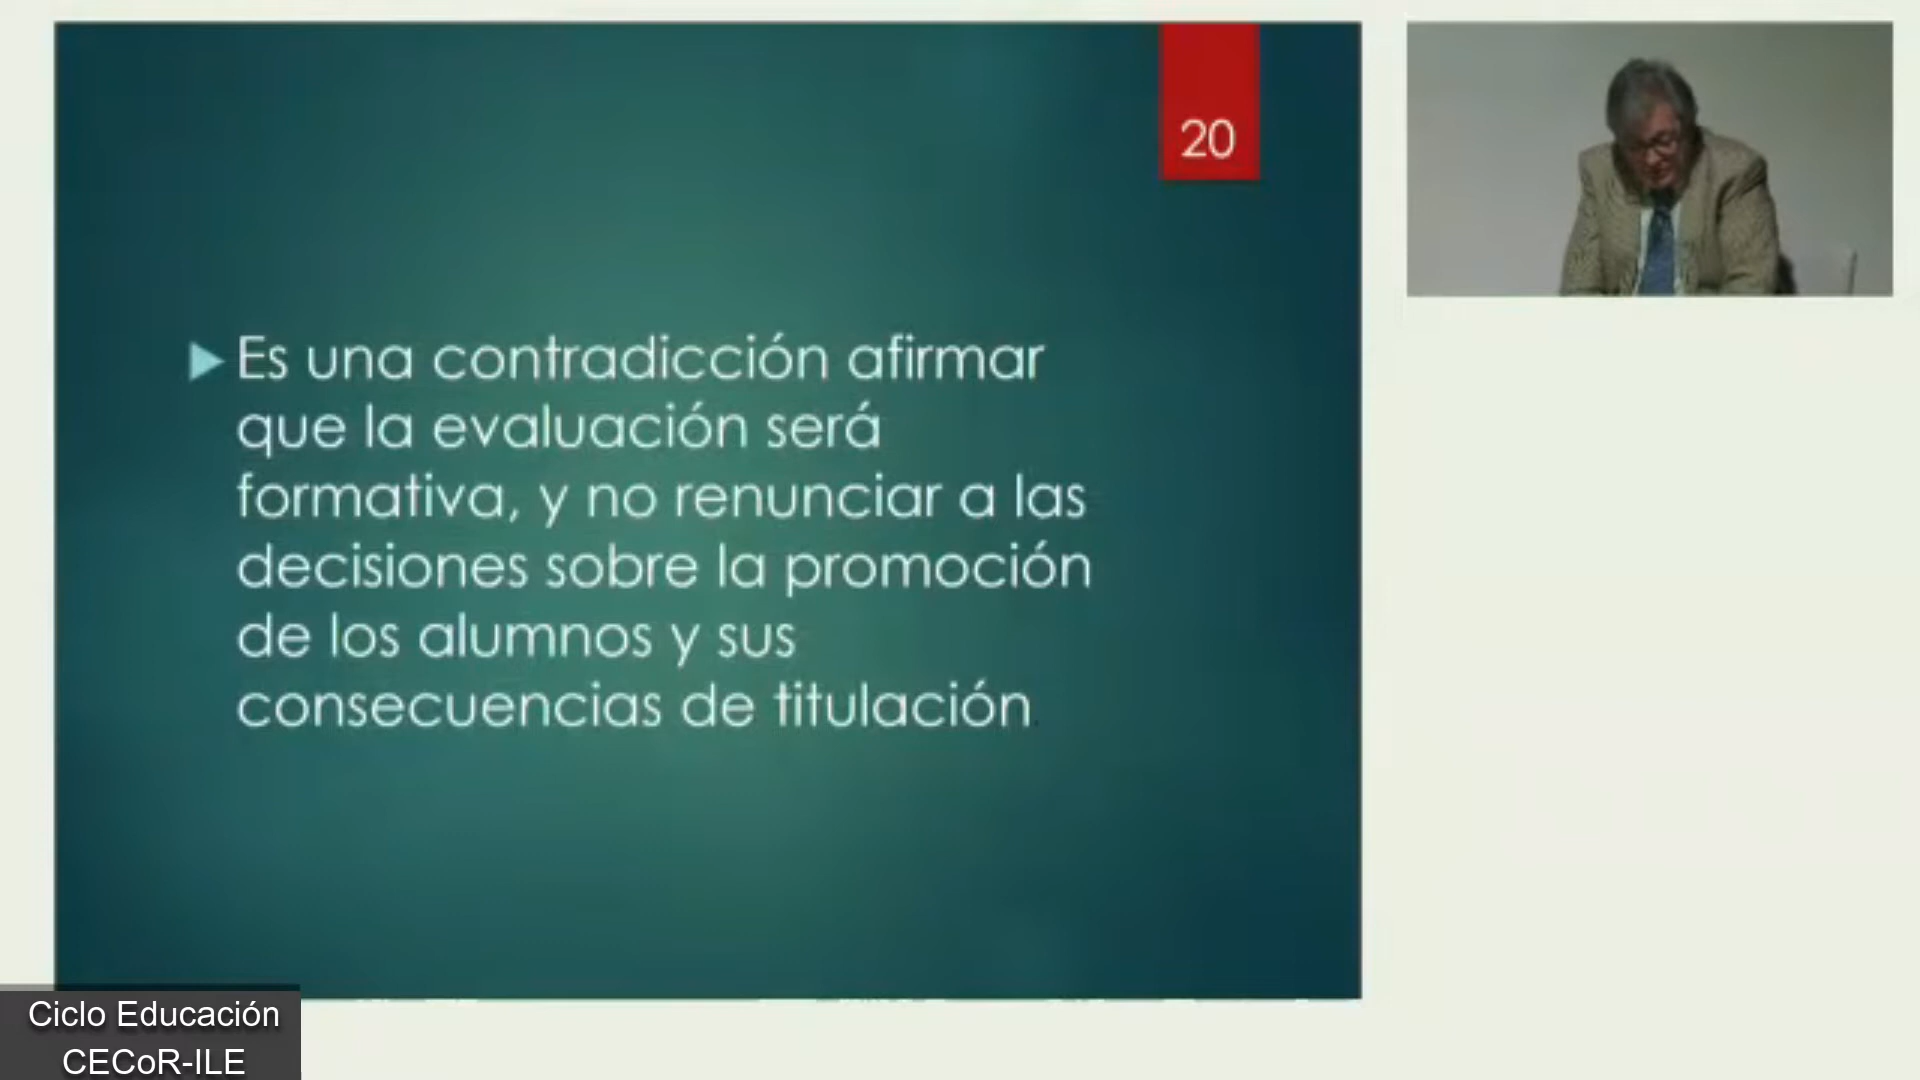 20
Es una contradicción afirmar
que la evaluación será
formativa, y no renunciar a las
decisiones sobre la promoción
de los alumnos y sus
consecuencias de titulación.
Ciclo Educación
CECoR-ILE